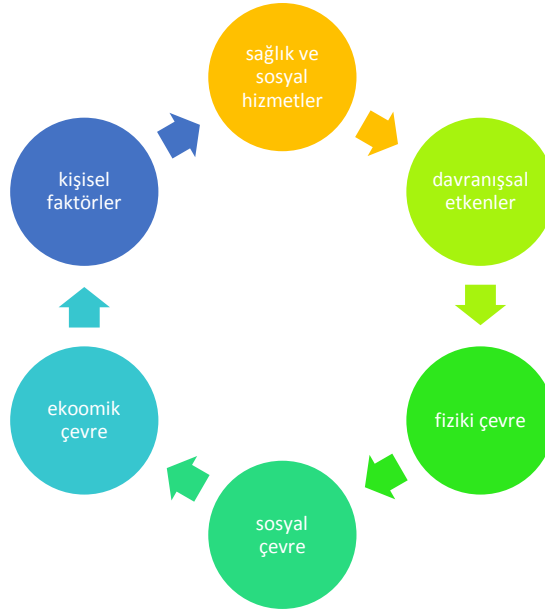 sağlık ve
sosyal
hizmetler
davranışsal
etkenler
fiziki çevre
sosyal
çevre
ekoomik
çevre
kişisel
faktörler